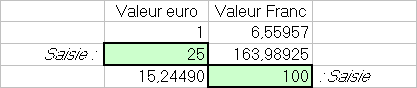 Valeur euro Valeur Franc
1 6,55957
Saisie : 25 163,98925
15,24490 100 : Saisie